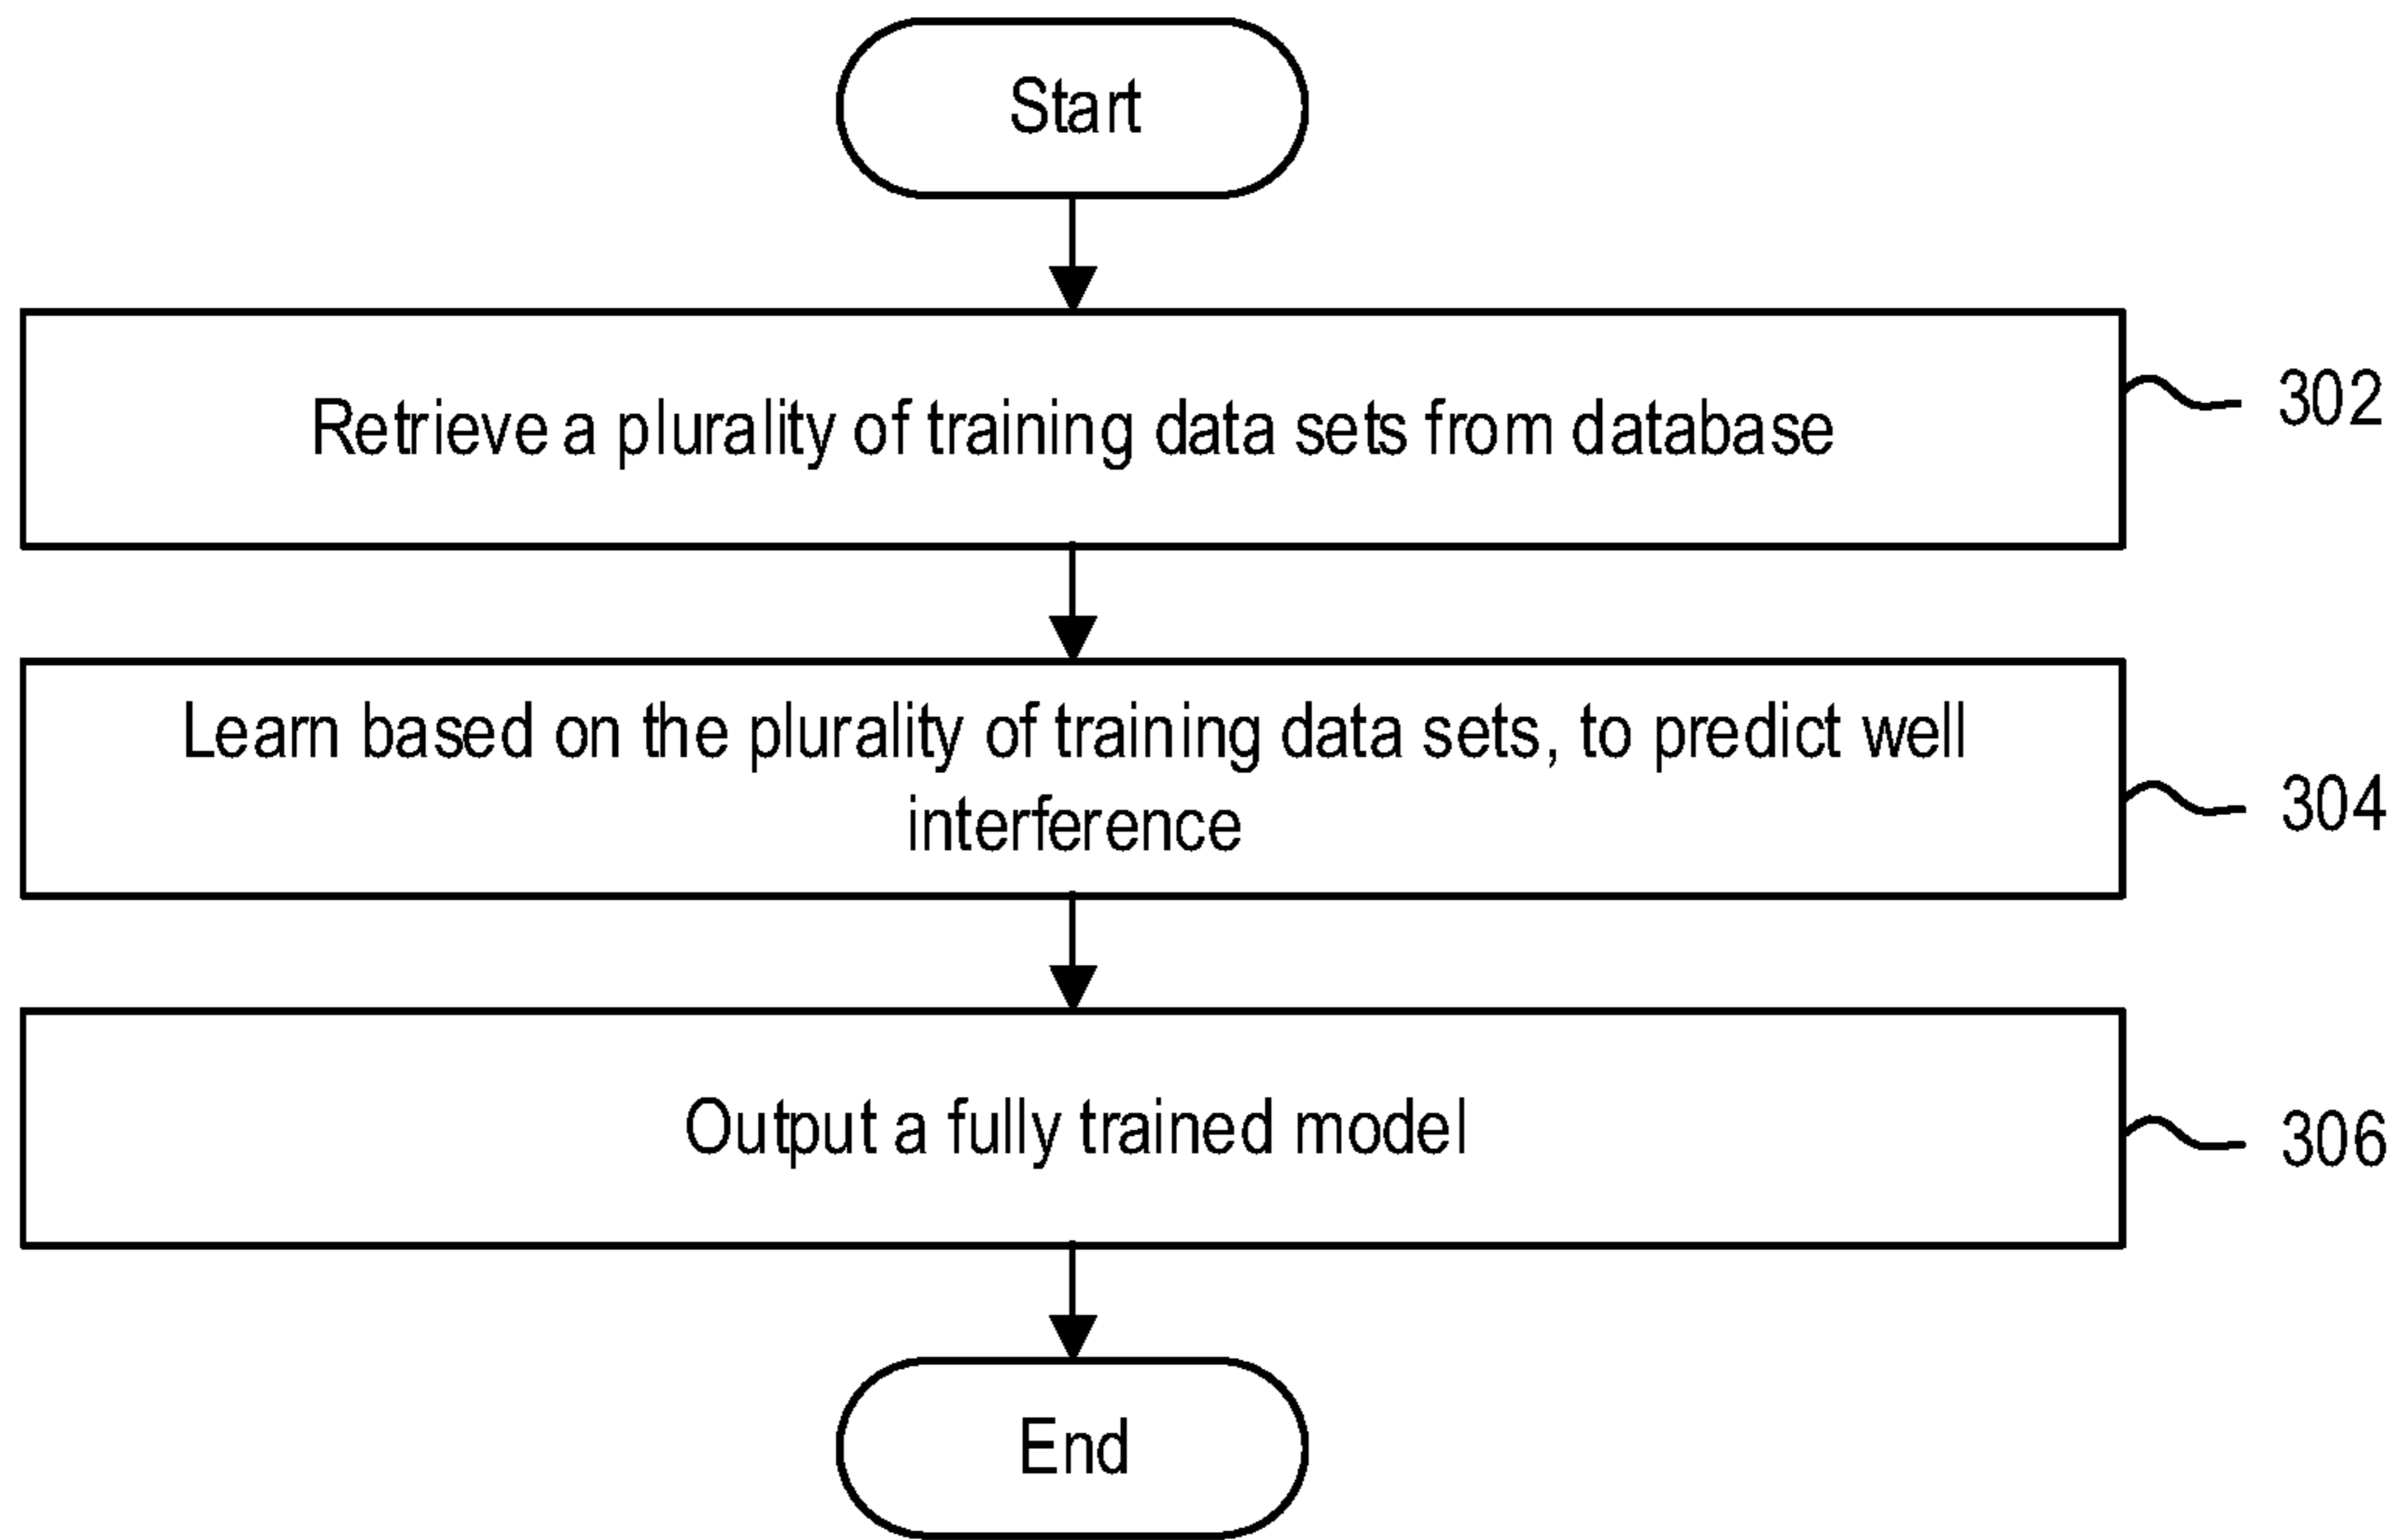 Start
Retrieve a plurality of training data sets from database
302
Learn based on the plurality of training data sets, to predict well
interference
304
Output a fully trained model
306
End